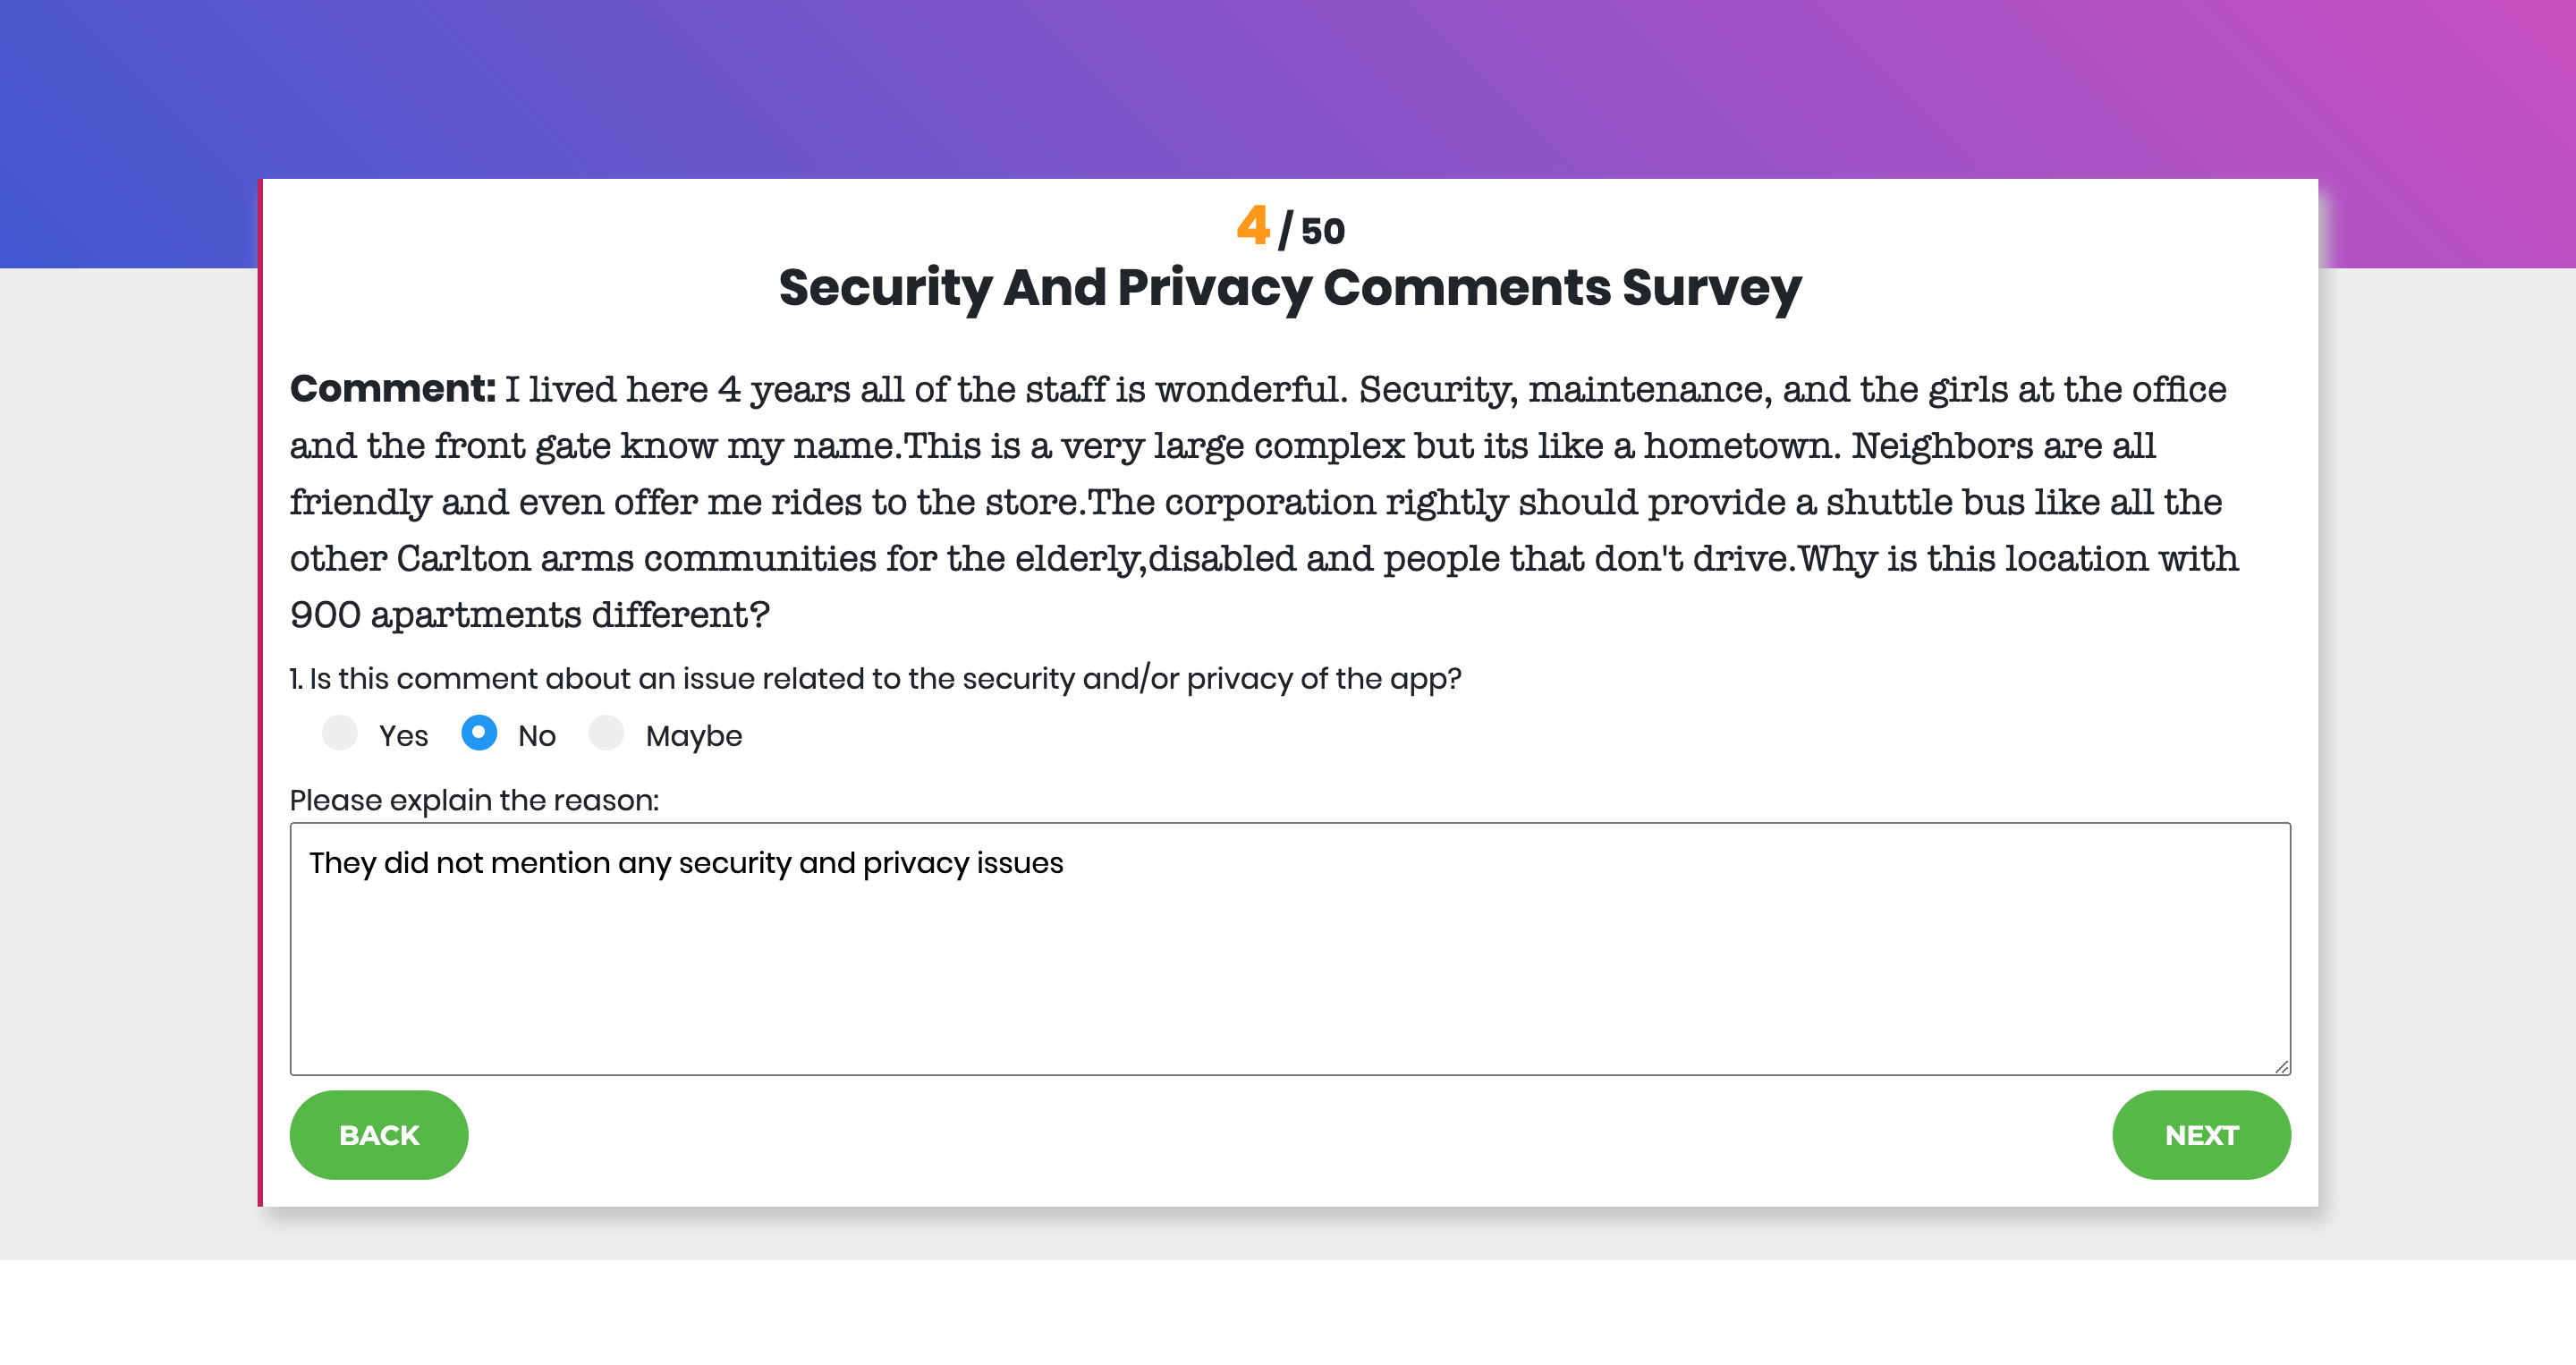 4 / 50
Security And Privacy Comments Survey
Comment: I lived here 4 years all of the staff is wonderful. Security, maintenance, and the girls at the office
and the front gate know my name.This is a very large complex but its like a hometown. Neighbors are all
friendly and even offer me rides to the store.The corporation rightly should provide a shuttle bus like all the
other Carlton arms communities for the elderly,disabled and people that don't drive.Why is this location with
900 apartments different?
1. Is this comment about an issue related to the security and/or privacy of the app?
Yes No Maybe
Please explain the reason:
They did not mention any security and privacy issues
BACK NEXT